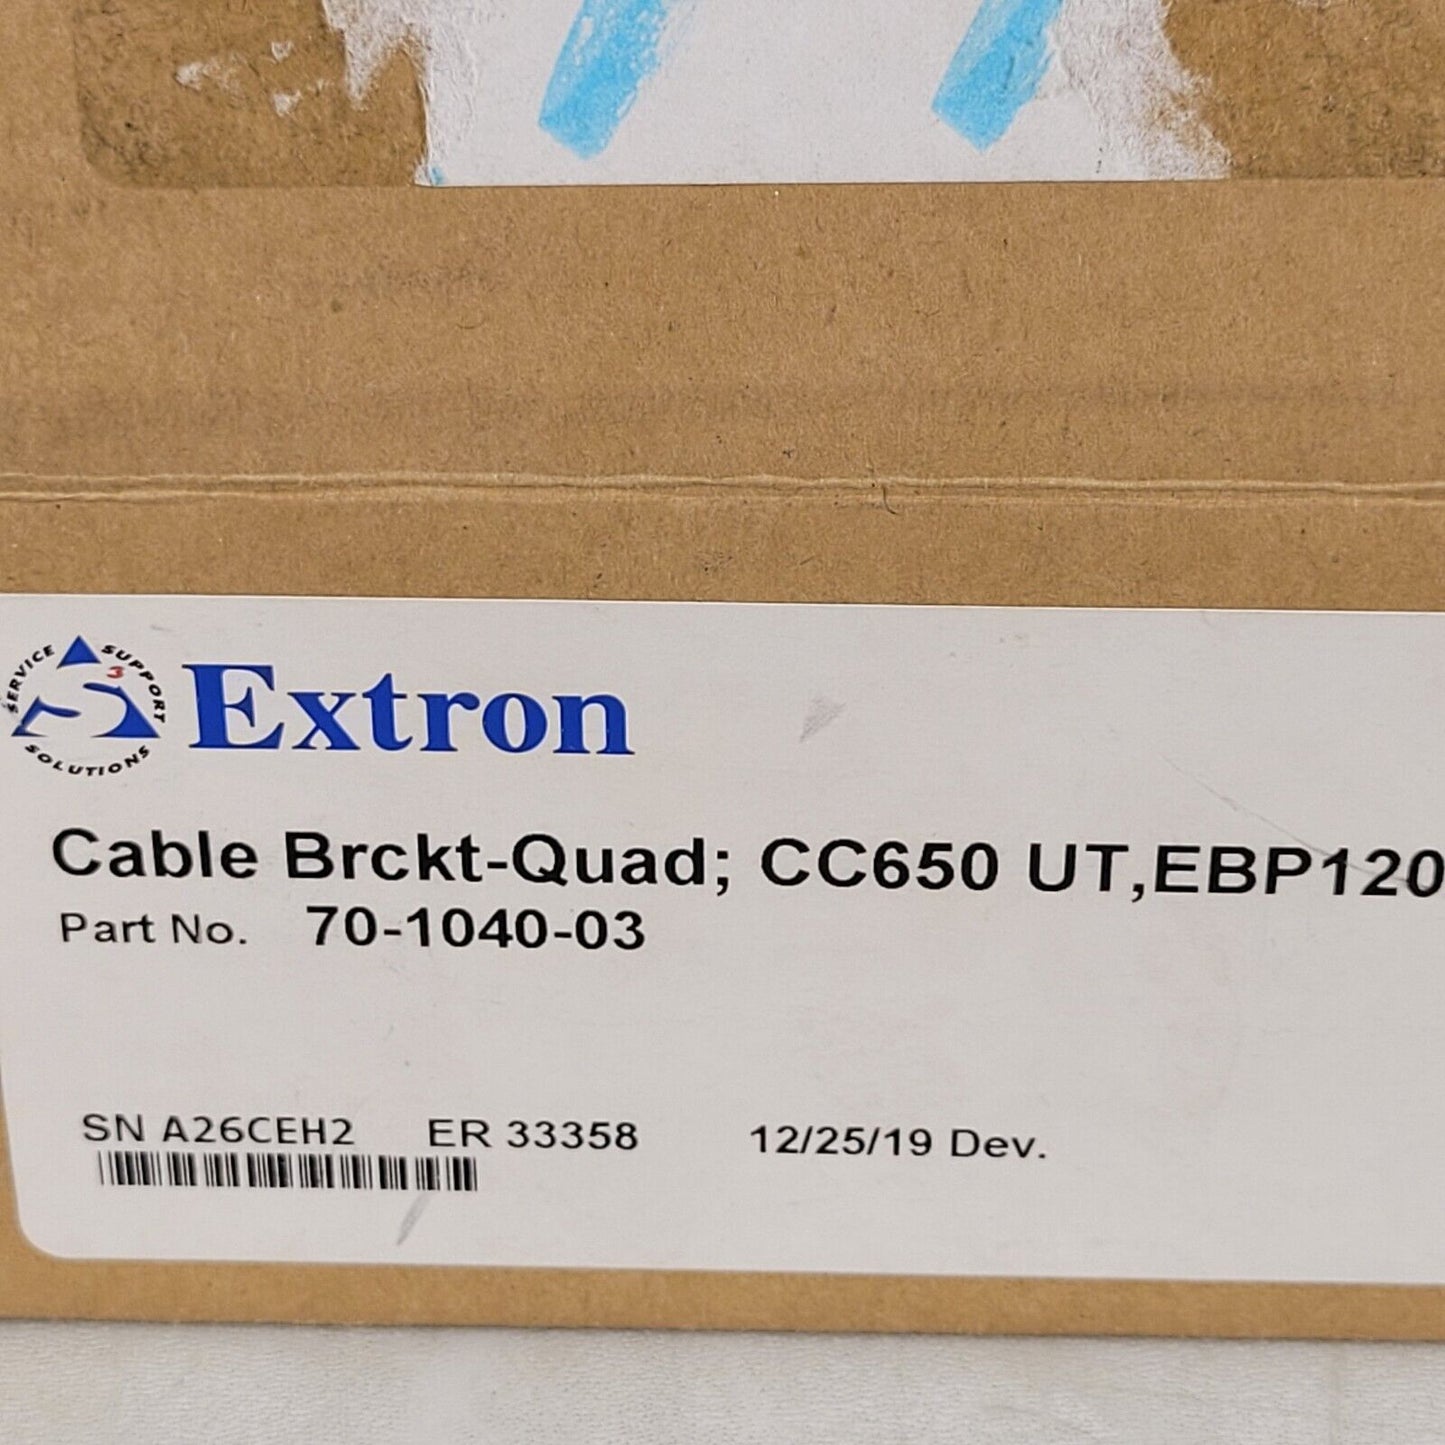 SERVICE SUPPORT SOLUTIONS
3
Extron
Cable Brckt-Quad; CC650 UT,EBP120
Part No. 70-1040-03
SN A26CEH2 ER 33358 12/25/19 Dev.